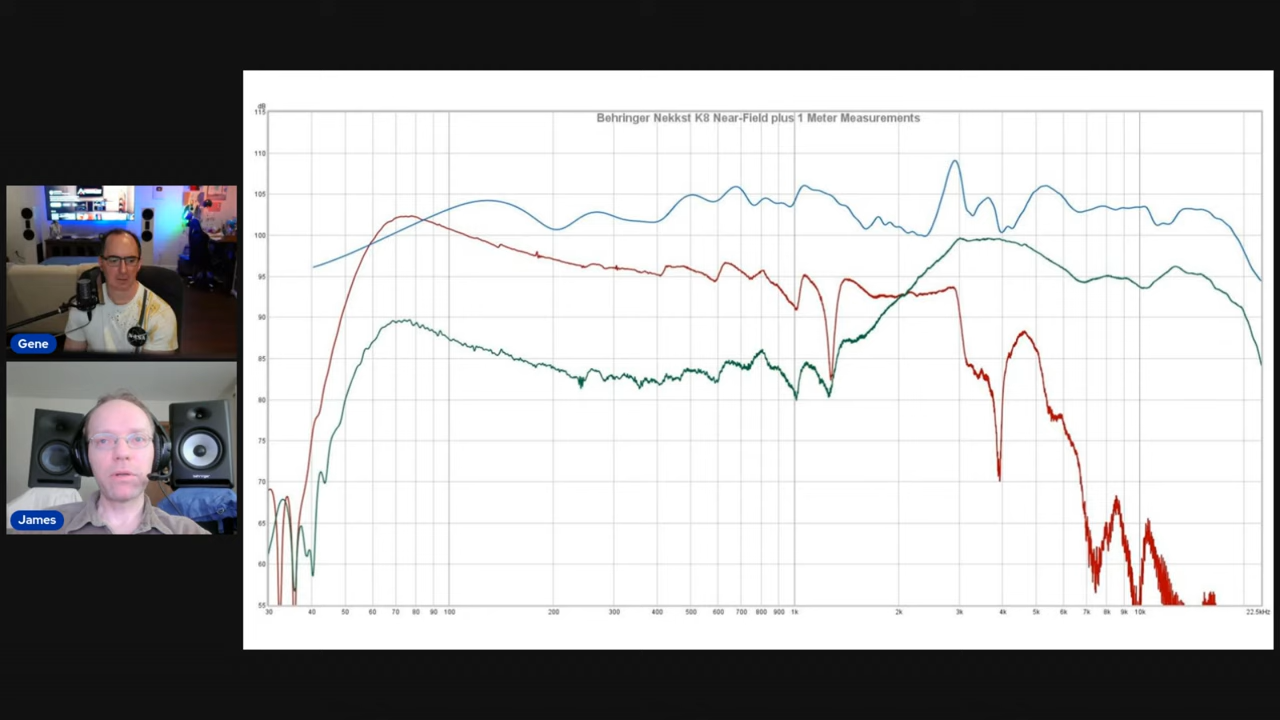 dB
Behringer Nekkst K8 Near-Field plus 1 Meter Measurements
115
110
105
100
95
90
85
80
75
70
65
60
55
30 40 50 60 70 80 90 100 200 300 400 500 600 700 800 900 1k 2k 3k 4k 5k 6k 7k 8k 9k 10k 22.5kHz
Gene
James
behringer